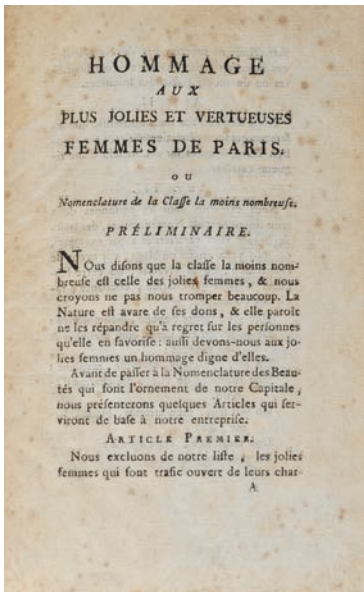 HOMMAGE
AUX
PLUS JOLIES ET VERTUEUSES
FEMMES DE PARIS.
OU
Nomenclature de la Claſſe la moins nombreuſe.
PRÉLIMINAIRE.
NOus diſons que la claſſe la moins nom-
breuſe eſt celle des jolies femmes, & nous
croyons ne pas nous tromper beaucoup. La
Nature eſt avare de ſes dons, & elle paroît
ne les répandre qu'à regret ſur les perſonnes
qu'elle en favoriſe: auſſi devons-nous aux jo-
lies femmes un hommage digne d'elles.
Avant de paſſer à la Nomenclature des Beau-
tés qui font l'ornement de notre Capitale,
nous préſenterons quelques Articles qui ſer-
viront de baſe à notre entrepriſe.
ARTICLE PREMIER.
Nous excluons de notre liſte, les jolies
femmes qui font trafic ouvert de leurs char-
A